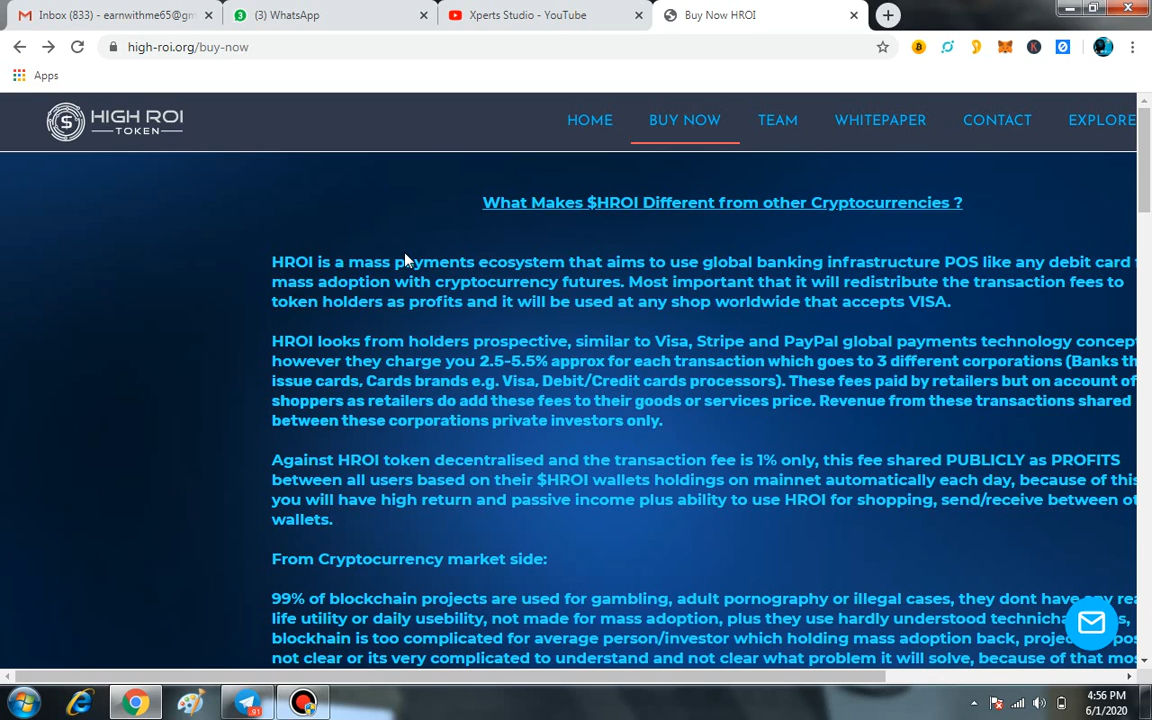 Inbox (833) - earnwithme65@gm
(3) WhatsApp
Xperts Studio - YouTube
Buy Now HROI
high-roi.org/buy-now
Apps
HIGH ROI
TOKEN
HOME
BUY NOW
TEAM
WHITEPAPER
CONTACT
EXPLORE
What Makes $HROI Different from other Cryptocurrencies ?
HROI is a mass payments ecosystem that aims to use global banking infrastructure POS like any debit card
mass adoption with cryptocurrency futures. Most important that it will redistribute the transaction fees to
token holders as profits and it will be used at any shop worldwide that accepts VISA.
HROI looks from holders prospective, similar to Visa, Stripe and PayPal global payments technology concept
however they charge you 2.5-5.5% approx for each transaction which goes to 3 different corporations (Banks th
issue cards, Cards brands e.g. Visa, Debit/Credit cards processors). These fees paid by retailers but on account of
shoppers as retailers do add these fees to their goods or services price. Revenue from these transactions shared
between these corporations private investors only.
Against HROI token decentralised and the transaction fee is 1% only, this fee shared PUBLICLY as PROFITS
between all users based on their $HROI wallets holdings on mainnet automatically each day, because of this
you will have high return and passive income plus ability to use HROI for shopping, send/receive between ot
wallets.
From Cryptocurrency market side:
99% of blockchain projects are used for gambling, adult pornography or illegal cases, they dont have any rea
life utility or daily usebility, not made for mass adoption, plus they use hardly understood technicha
blockhain is too complicated for average person/investor which holding mass adoption back, projec pos
not clear or its very complicated to understand and not clear what problem it will solve, because of that mos
91
4:56 PM
6/1/2020